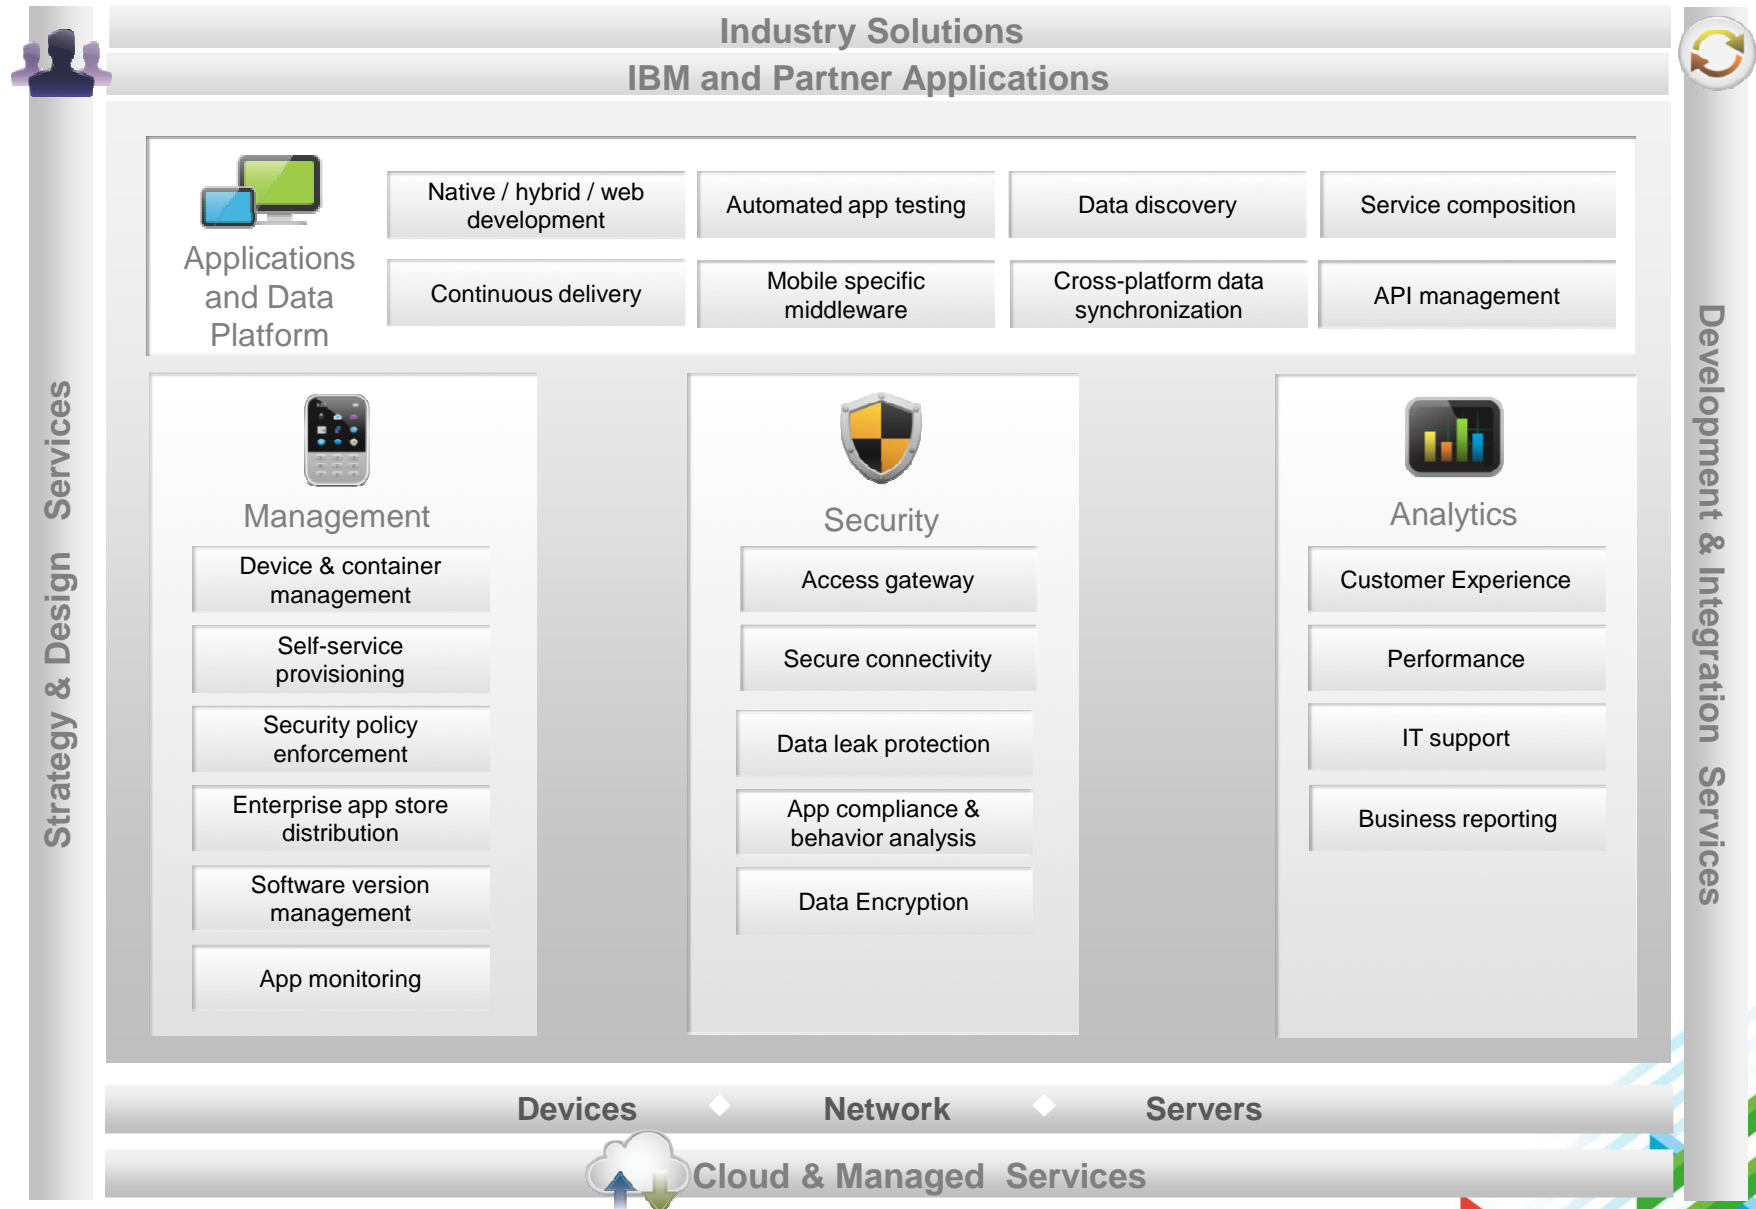 Industry Solutions
IBM and Partner Applications
Strategy & Design Services
Applications
and Data
Platform
Native / hybrid / web
development
Automated app testing
Data discovery
Service composition
Continuous delivery
Mobile specific
middleware
Cross-platform data
synchronization
API management
Management
Device & container
management
Self-service
provisioning
Security policy
enforcement
Enterprise app store
distribution
Software version
management
App monitoring
Security
Access gateway
Secure connectivity
Data leak protection
App compliance &
behavior analysis
Data Encryption
Analytics
Customer Experience
Performance
IT support
Business reporting
Development & Integration Services
Devices
Network
Servers
Cloud & Managed Services